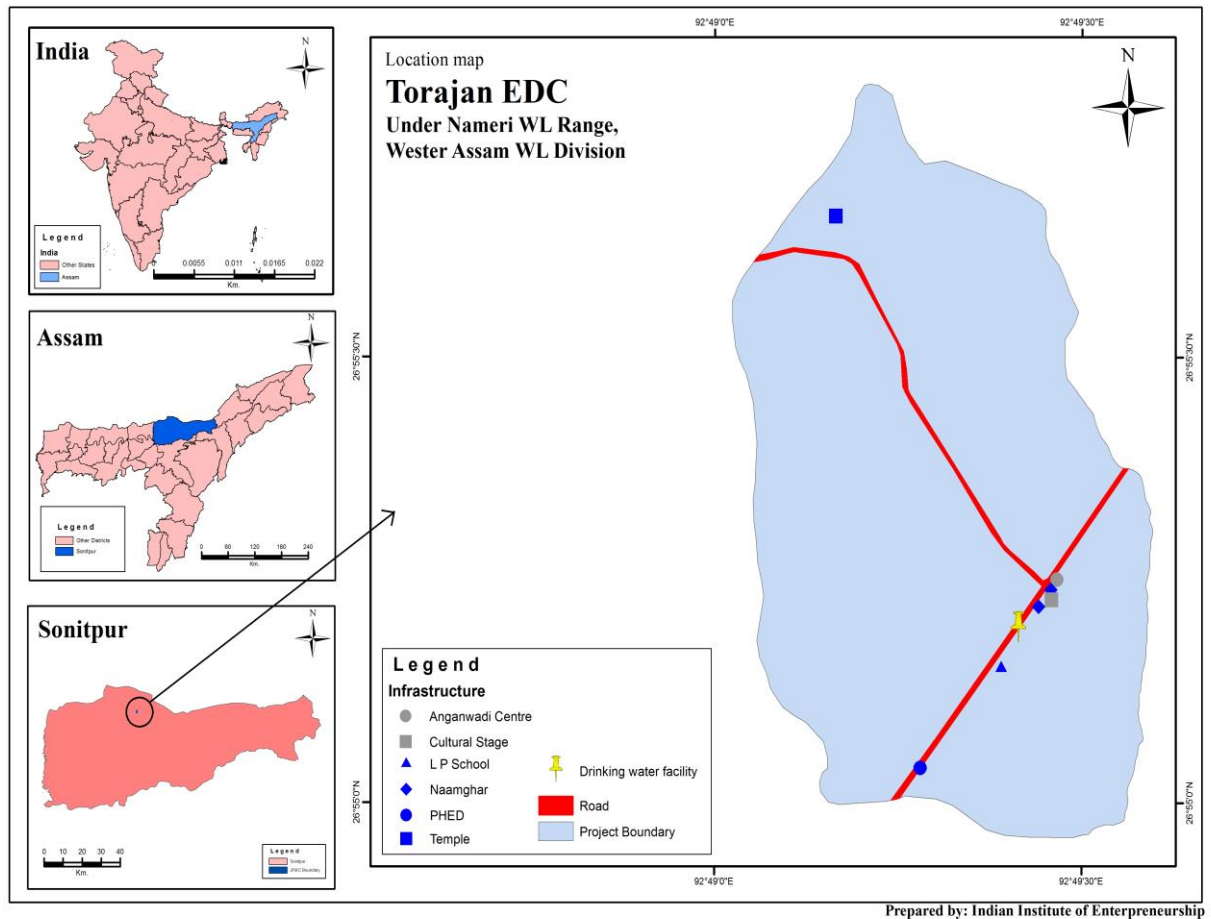 India
N
Legend
India
Other States
Assam
0.0055 0.011 0.0165 0.022
Km.
Assam
N
Legend
Other Districts
Sonitpur
0 60 120 180 240
Km.
Sonitpur
N
0 10 20 30 40
Km.
Legend
Sonitpur
Boundary
Location map
Torajan EDC
Under Nameri WL Range,
Wester Assam WL Division
N
92°49'0"E
92°49'30"E
26°55'30"N
26°55'30"N
26°55'0"N
26°55'0"N
92°49'0"E
92°49'30"E
Legend
Infrastructure
Anganwadi Centre
Cultural Stage
L P School
Naamghar
PHED
Temple
Drinking water facility
Road
Project Boundary
Prepared by: Indian Institute of Enterpreneurship